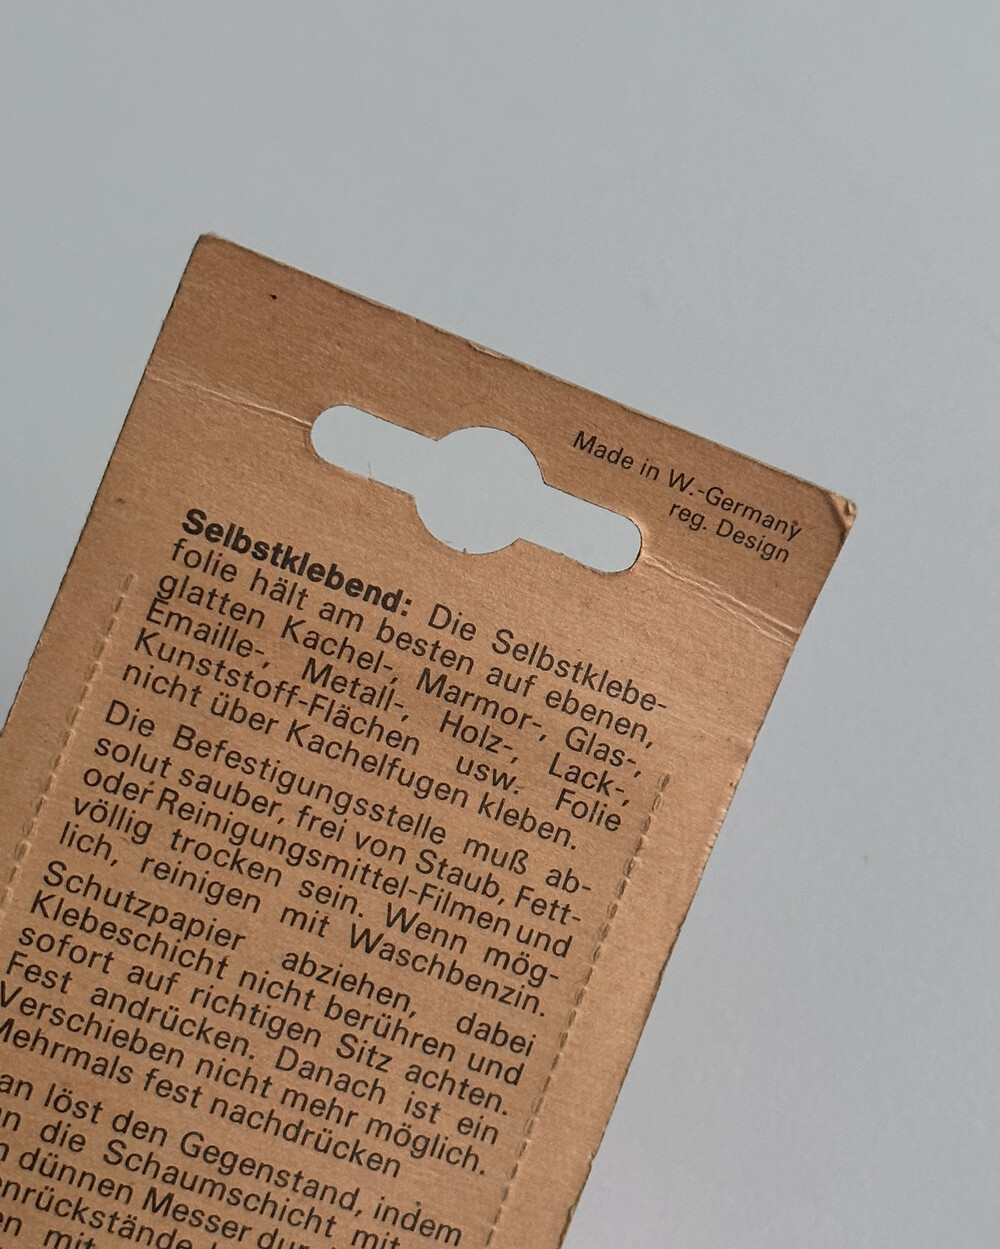 Made in W.-Germany
reg. Design
Selbstklebend: Die Selbstklebe-
folie hält am besten auf ebenen,
glatten Kachel-, Marmor-, Glas-,
Emaille-, Metall-, Holz-, Lack-,
Kunststoff-Flächen usw. Folie
nicht über Kachelfugen kleben.
Die Befestigungsstelle muß ab-
solut sauber, frei von Staub, Fett-
oder Reinigungsmittel-Filmen und
völlig trocken sein. Wenn mög-
lich, reinigen mit Waschbenzin.
Schutzpapier abziehen, dabei
Klebeschicht nicht berühren und
sofort auf richtigen Sitz achten.
Fest andrücken. Danach ist ein
Verschieben nicht mehr möglich.
Mehrmals fest nachdrücken
an löst den Gegenstand, indem
die Schaumschicht mit
dünnen Messer
mit